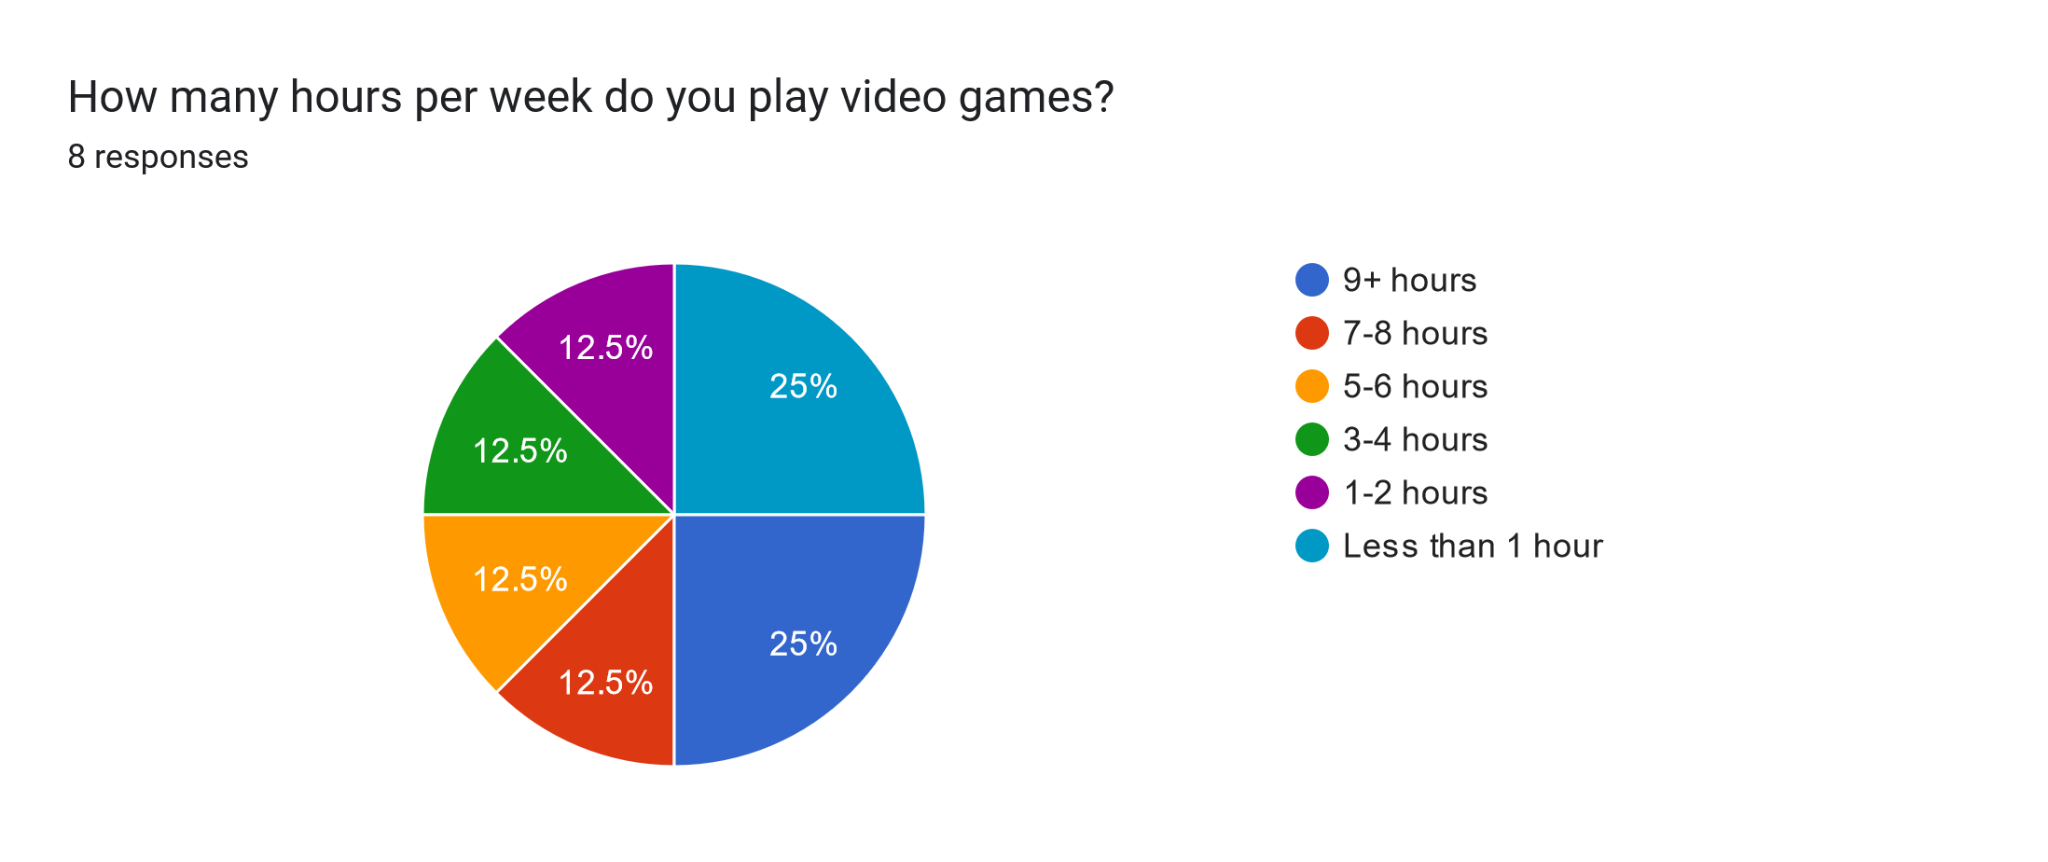 How many hours per week do you play video games?
8 responses
12.5%
25%
12.5%
12.5%
25%
12.5%
9+ hours
7-8 hours
5-6 hours
3-4 hours
1-2 hours
Less than 1 hour